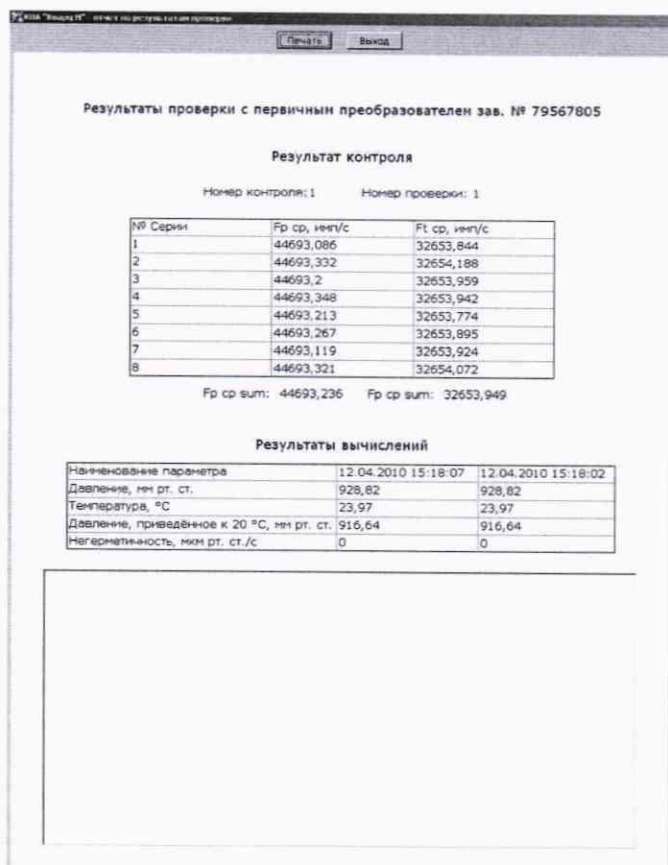 отчет по результатам проверки
Печать Выход
Результаты проверки с первичным преобразователем зав. № 79567805
Результат контроля
Номер контроля: 1 Номер проверки: 1
№ Серии Fp ср, имп/с Ft ср, имп/с
1 44693,086 32653,844
2 44693,332 32654,188
3 44693,2 32653,959
4 44693,348 32653,942
5 44693,213 32653,774
6 44693,267 32653,895
7 44693,119 32653,924
8 44693,321 32654,072
Fp ср sum: 44693,236 Fp ср sum: 32653,949
Результаты вычислений
Наименование параметра 12.04.2010 15:18:07 12.04.2010 15:18:02
Давление, мм рт. ст. 928,82 928,82
Температура, °C 23,97 23,97
Давление, приведённое к 20 °C, мм рт. ст. 916,64 916,64
Негерметичность, мкм рт. ст./с 0 0